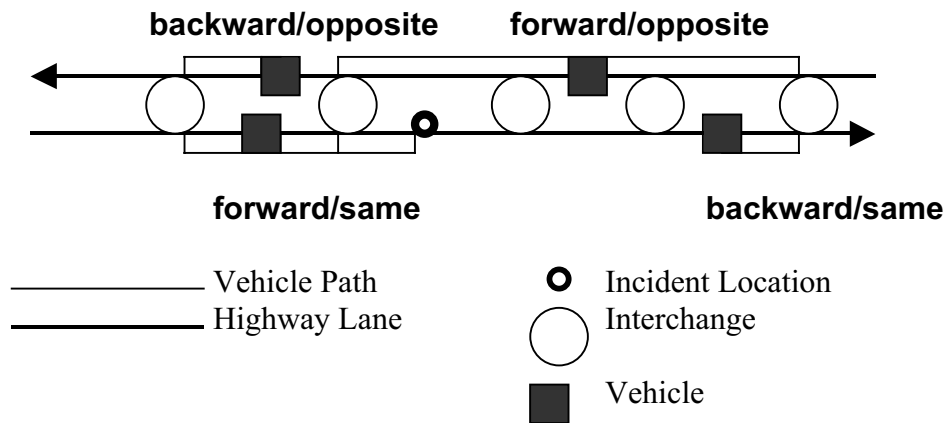 backward/opposite forward/opposite
forward/same backward/same
Vehicle Path Incident Location
Highway Lane Interchange
Vehicle